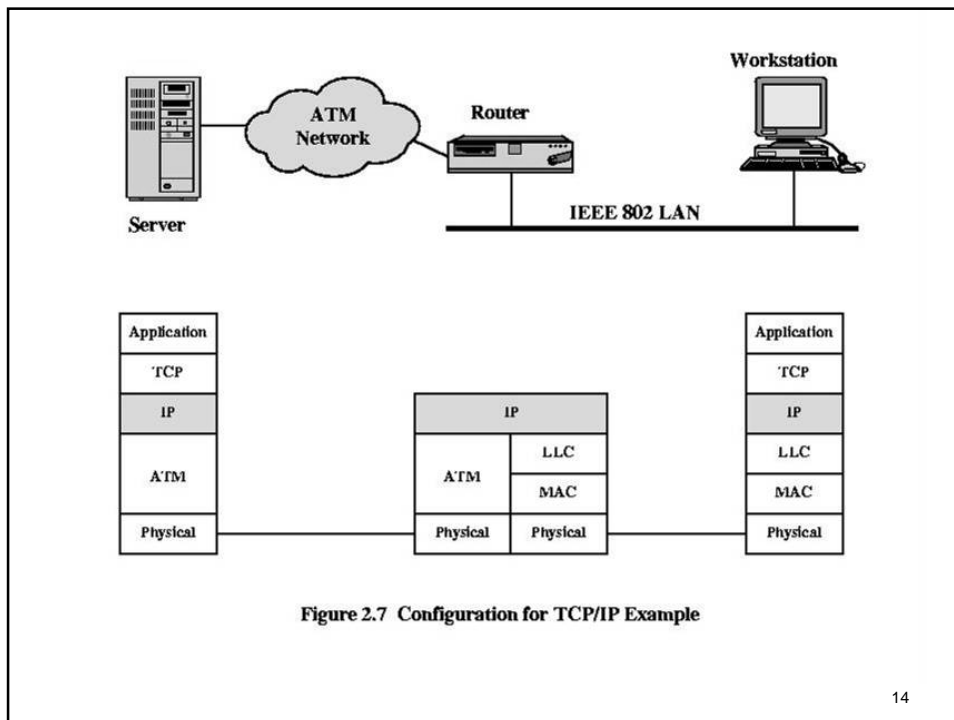 Workstation
ATM
Network
Router
Server
IEEE 802 LAN
Application
TCP
IP
ATM
Physical
IP
ATM
LLC
MAC
Physical
Physical
Application
TCP
IP
LLC
MAC
Physical
Figure 2.7 Configuration for TCP/IP Example
14